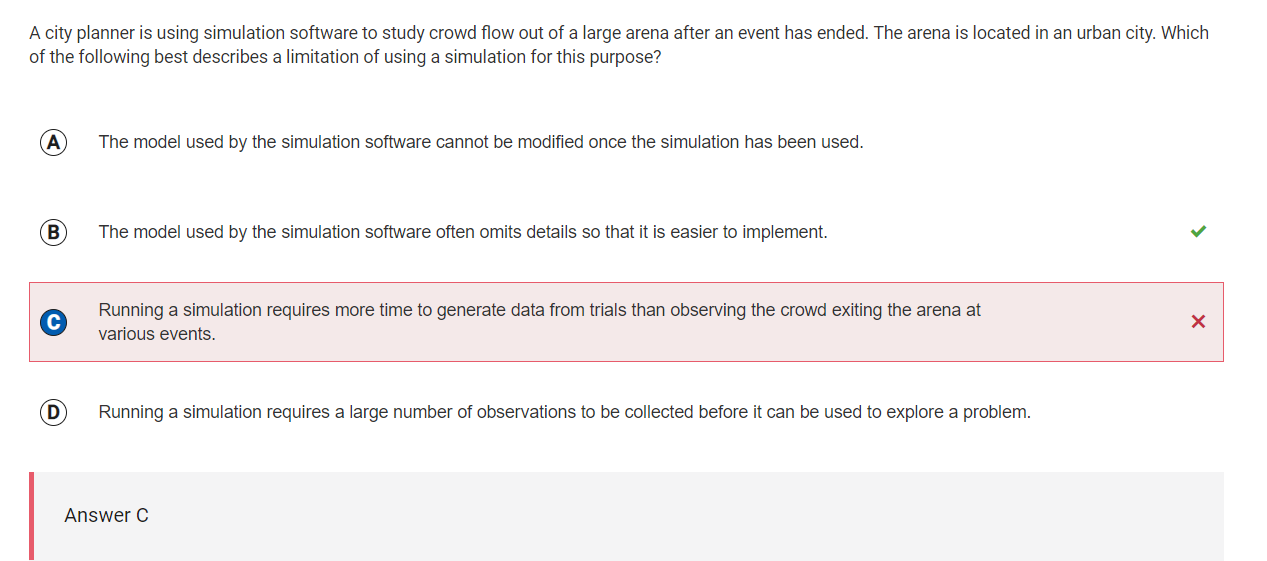 A city planner is using simulation software to study crowd flow out of a large arena after an event has ended. The arena is located in an urban city. Which
of the following best describes a limitation of using a simulation for this purpose?
A The model used by the simulation software cannot be modified once the simulation has been used.
B The model used by the simulation software often omits details so that it is easier to implement.
C Running a simulation requires more time to generate data from trials than observing the crowd exiting the arena at
various events.
D Running a simulation requires a large number of observations to be collected before it can be used to explore a problem.
Answer C